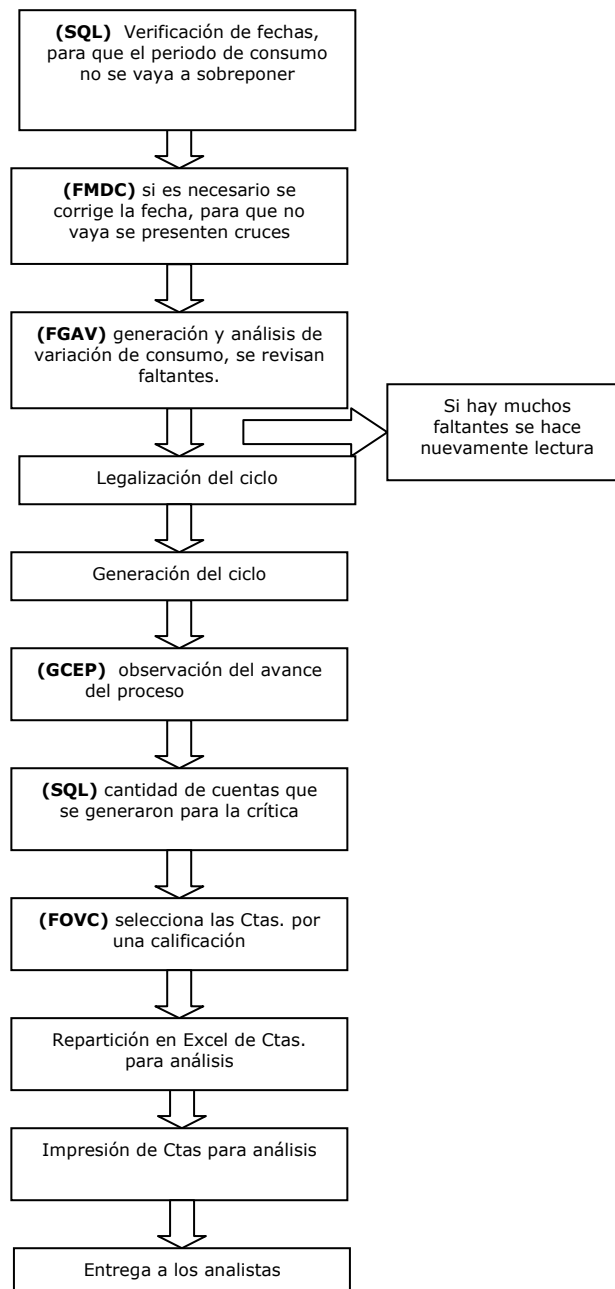 (SQL) Verificación de fechas,
para que el periodo de consumo
no se vaya a sobreponer
(FMDC) si es necesario se
corrige la fecha, para que no
vaya se presenten cruces
(FGAV) generación y análisis de
variación de consumo, se revisan
faltantes.
Si hay muchos
faltantes se hace
nuevamente lectura
Legalización del ciclo
Generación del ciclo
(GCEP) observación del avance
del proceso
(SQL) cantidad de cuentas que
se generaron para la crítica
(FOVC) selecciona las Ctas. por
una calificación
Repartición en Excel de Ctas.
para análisis
Impresión de Ctas para análisis
Entrega a los analistas